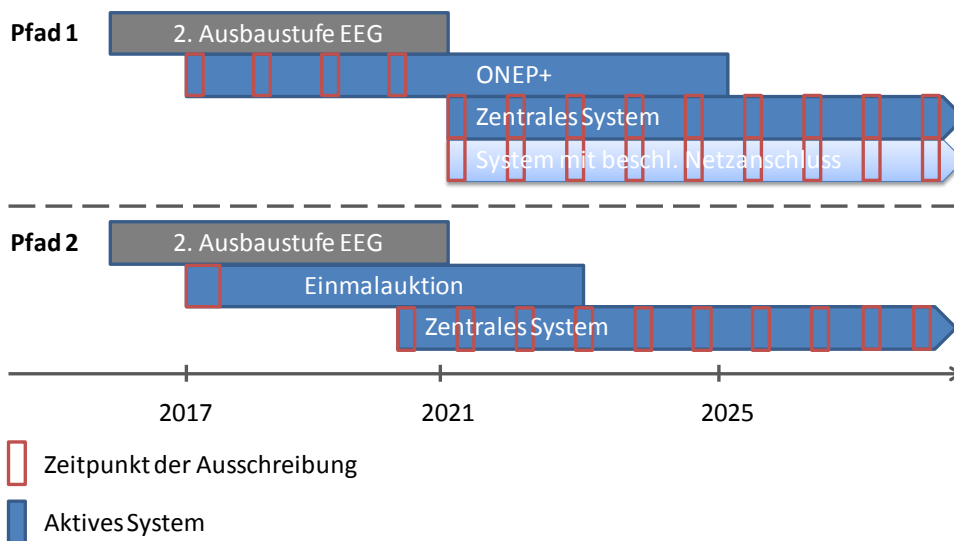 Pfad 1
2. Ausbaustufe EEG
ONEP+
Zentrales System
System mit beschl. Netzanschluss
Pfad 2
2. Ausbaustufe EEG
Einmalauktion
Zentrales System
2017
2021
2025
Zeitpunkt der Ausschreibung
Aktives System